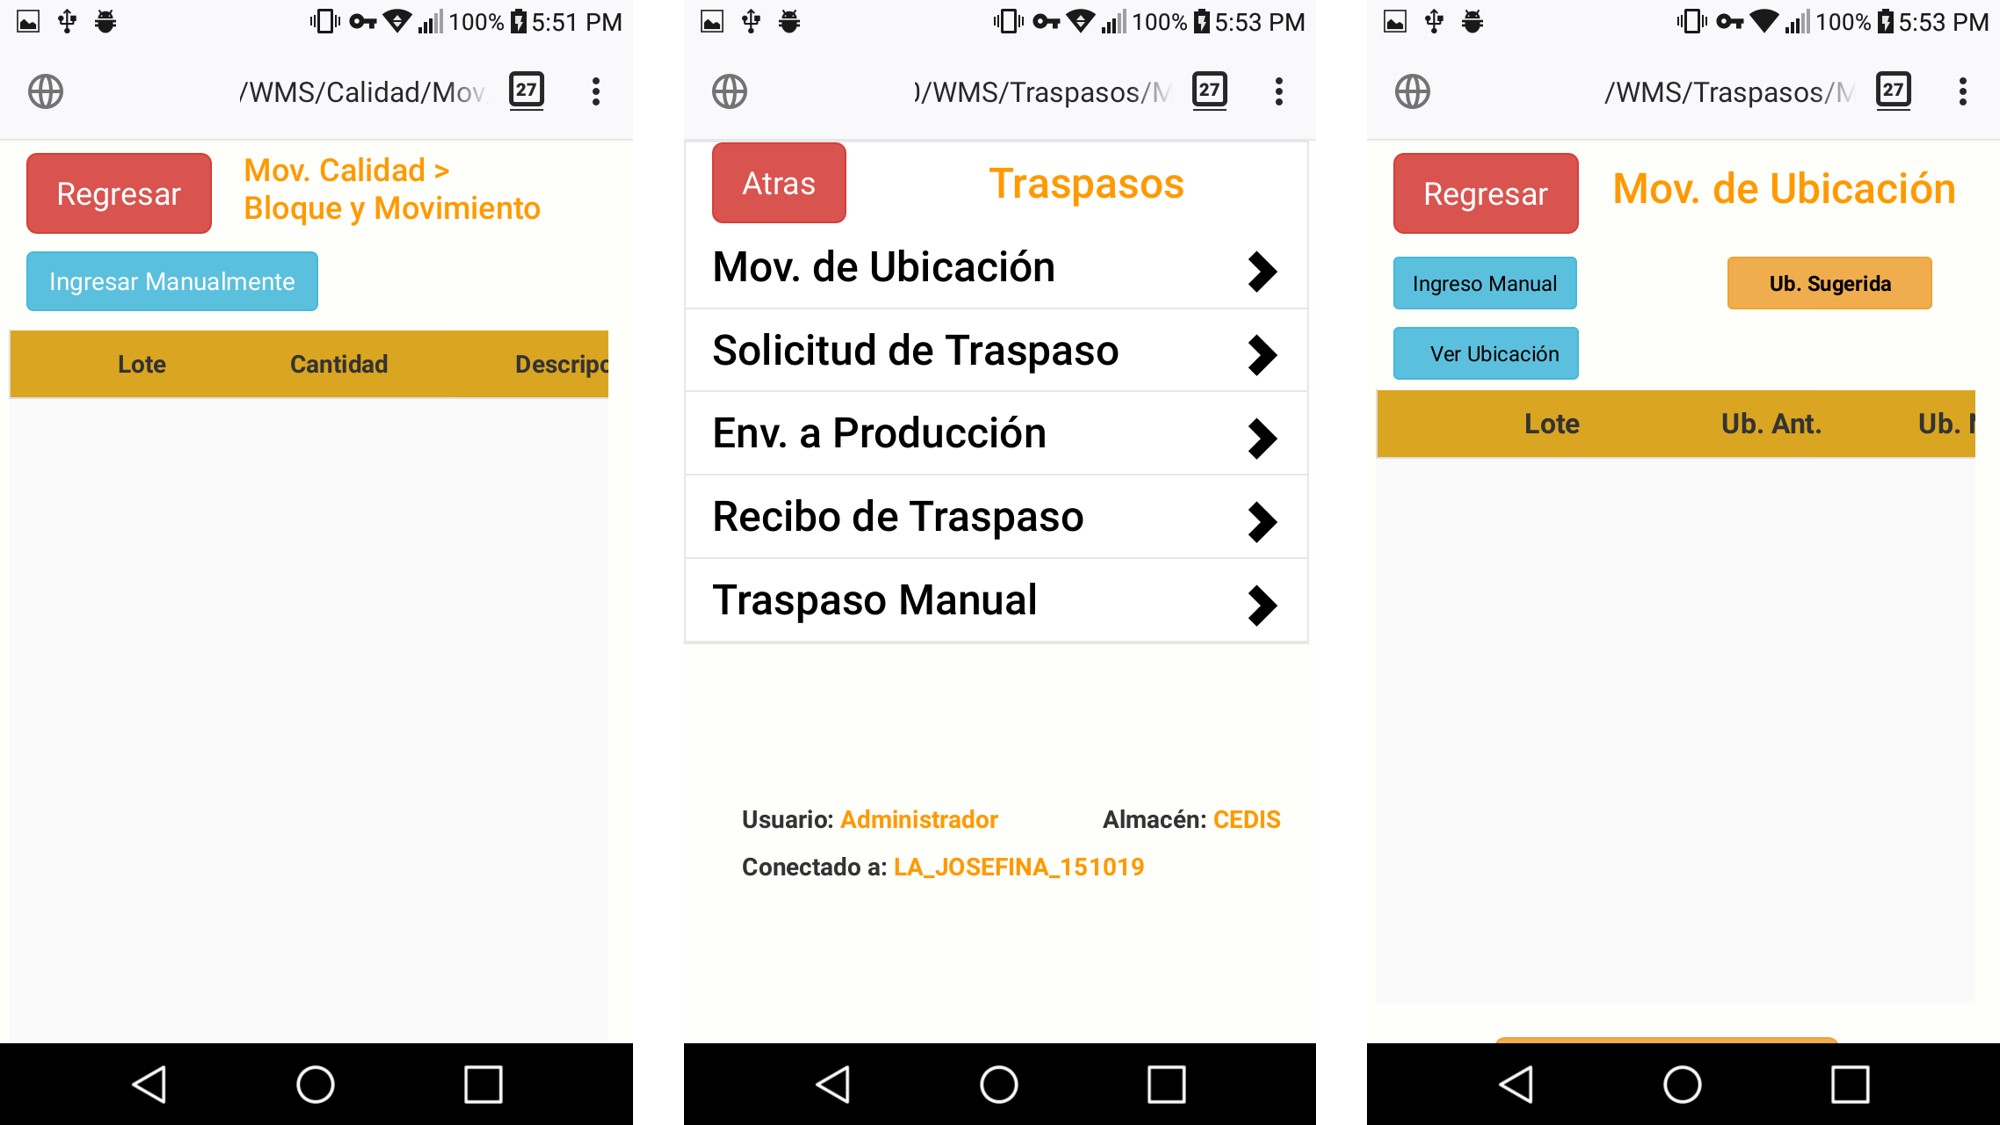 100% 5:51 PM
/WMS/Calidad/Mov
27
Regresar
Mov. Calidad >
Bloque y Movimiento
Ingresar Manualmente
Lote Cantidad Descripc
100% 5:53 PM
)/WMS/Traspasos/M
27
Atras
Traspasos
Mov. de Ubicación
Solicitud de Traspaso
Env. a Producción
Recibo de Traspaso
Traspaso Manual
Usuario: Administrador Almacén: CEDIS
Conectado a: LA_JOSEFINA_151019
100% 5:53 PM
/WMS/Traspasos/M
27
Regresar
Mov. de Ubicación
Ingreso Manual
Ub. Sugerida
Ver Ubicación
Lote Ub. Ant. Ub.